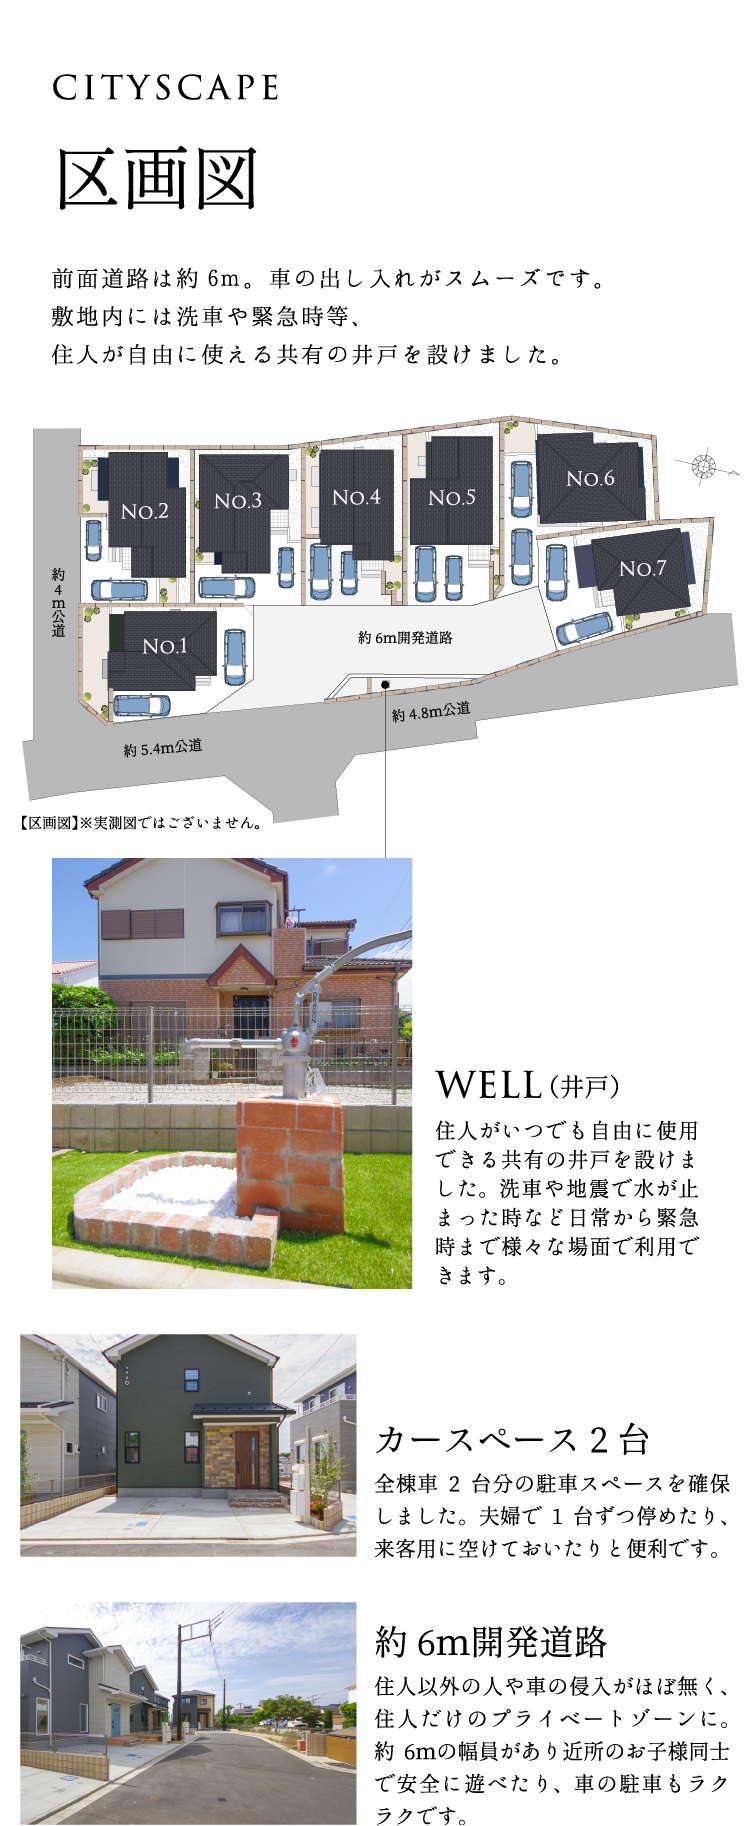 CITYSCAPE
区画図
前面道路は約 6m。車の出し入れがスムーズです。
敷地内には洗車や緊急時等、
住人が自由に使える共有の井戸を設けました。
No.6
No.2
No.3
No.4
No.5
No.7
約4m公道
No.1
約 6m開発道路
約 4.8m公道
約 5.4m公道
【区画図】※実測図ではございません。
WELL（井戸）
住人がいつでも自由に使用
できる共有の井戸を設けま
した。洗車や地震で水が止
まった時など日常から緊急
時まで様々な場面で利用で
きます。
カースペース 2 台
全棟車 2 台分の駐車スペースを確保
しました。夫婦で 1 台ずつ停めたり、
来客用に空けておいたりと便利です。
約 6m開発道路
住人以外の人や車の侵入がほぼ無く、
住人だけのプライベートゾーンに。
約 6mの幅員があり近所のお子様同士
で安全に遊べたり、車の駐車もラク
ラクです。